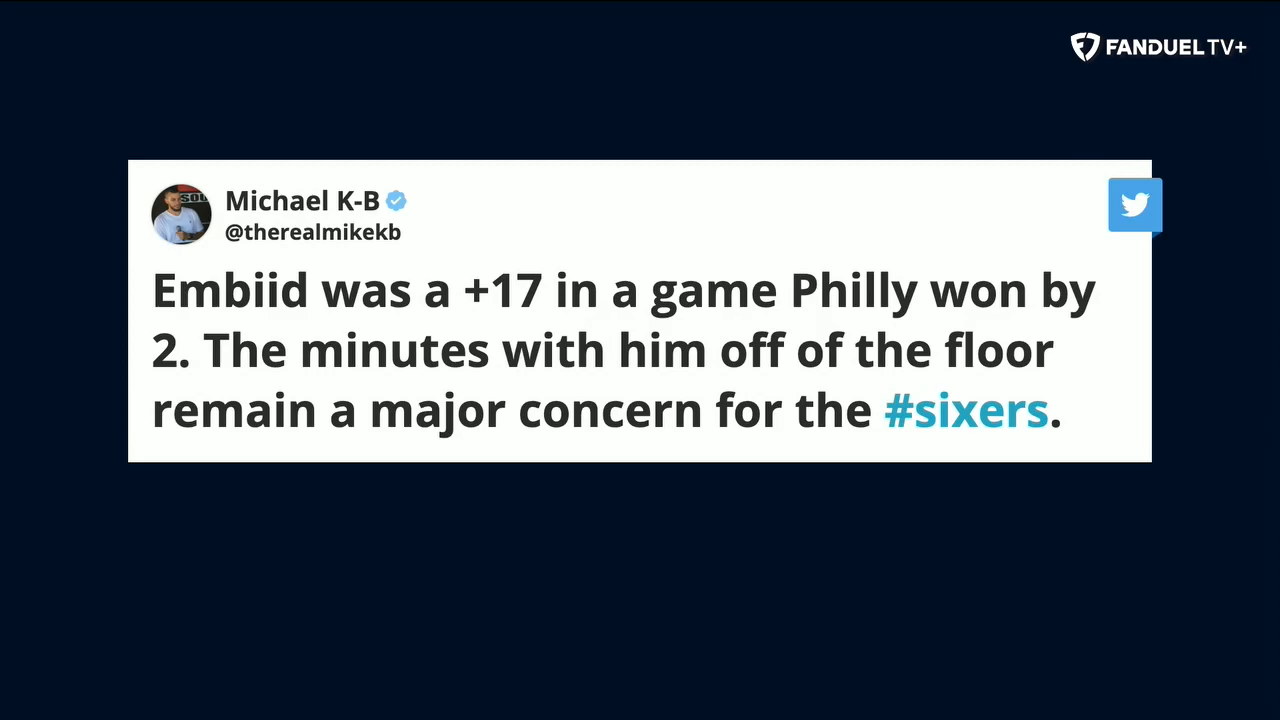 FANDUEL TV+
Michael K-B
@therealmikekb
Embiid was a +17 in a game Philly won by
2. The minutes with him off of the floor
remain a major concern for the #sixers.